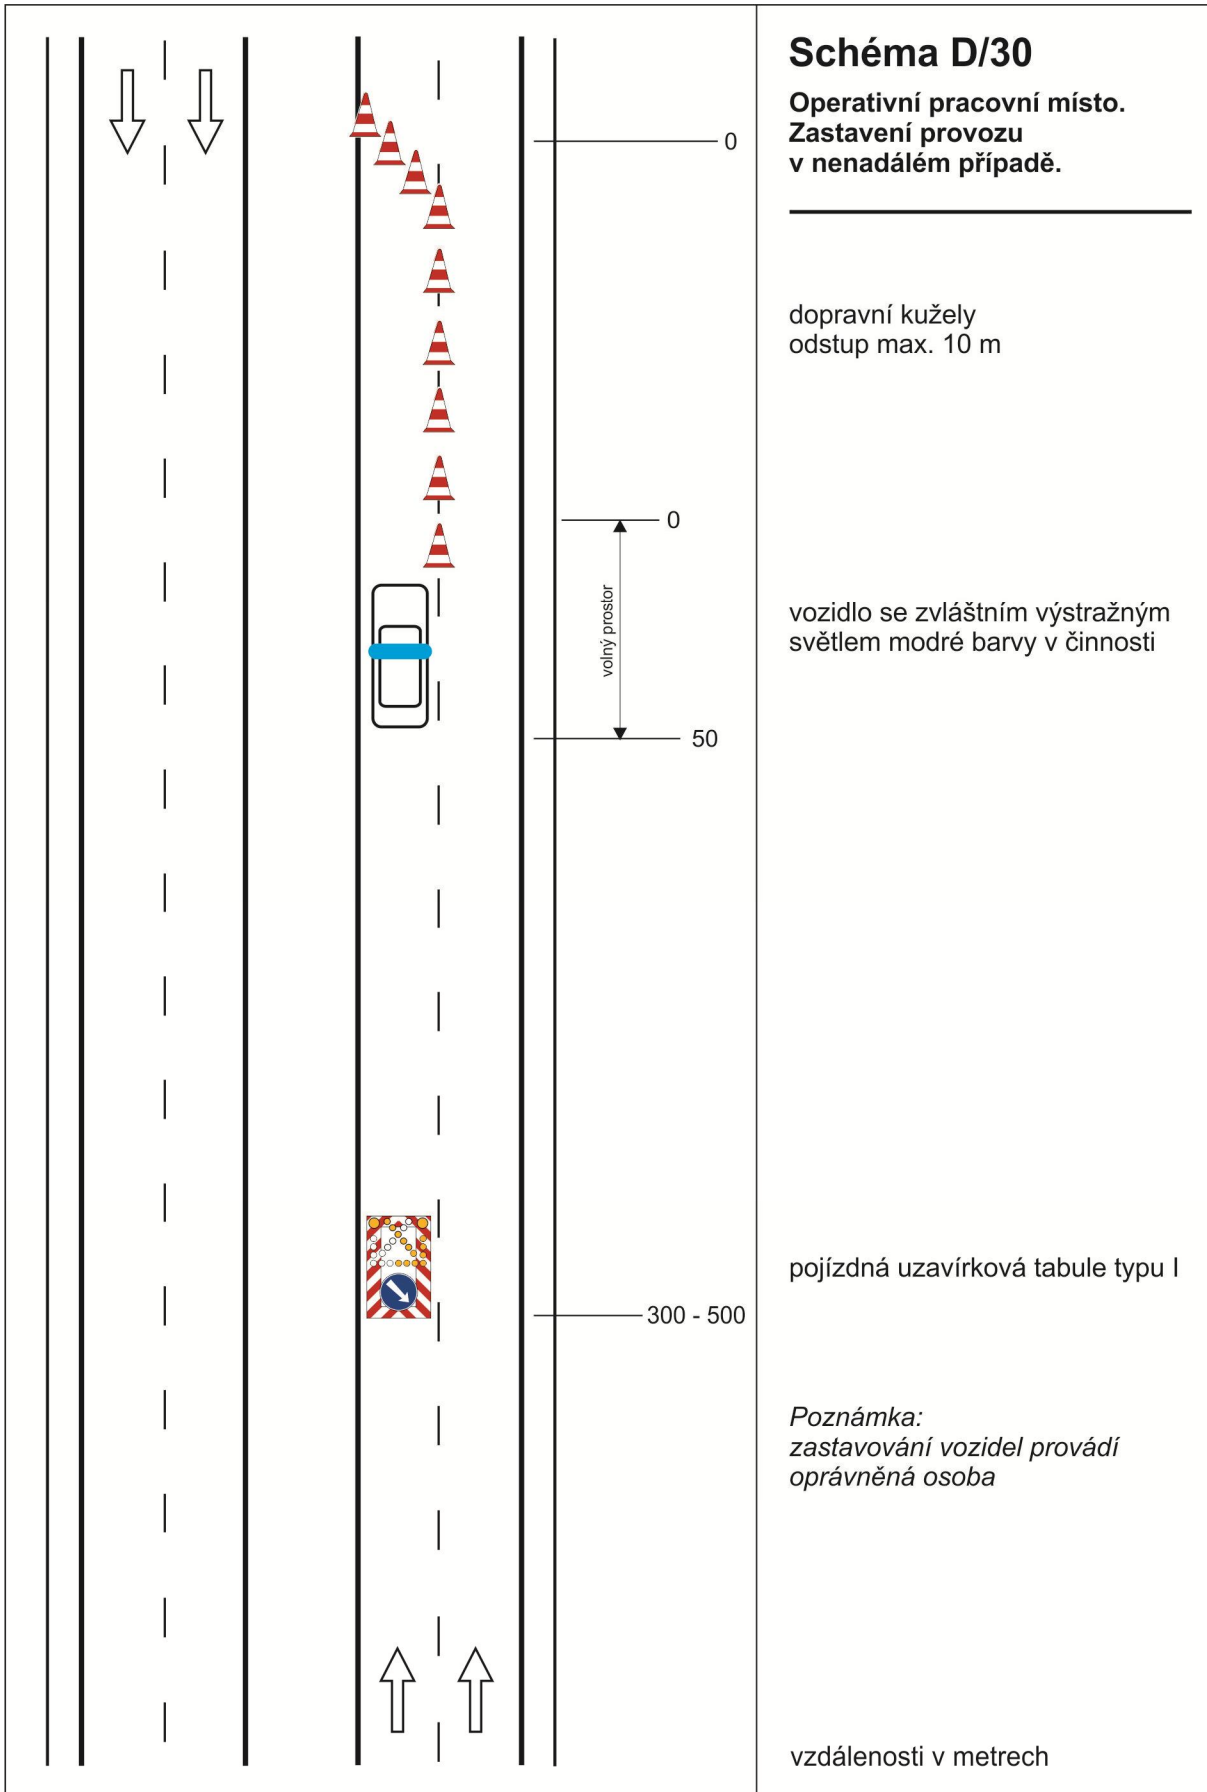 Schéma D/30
Operativní pracovní místo.
Zastavení provozu
v nenadálém případě.
0
dopravní kužely
odstup max. 10 m
0
volný prostor
vozidlo se zvláštním výstražným
světlem modré barvy v činnosti
50
pojízdná uzavírková tabule typu I
300 - 500
Poznámka:
zastavování vozidel provádí
oprávněná osoba
vzdálenosti v metrech